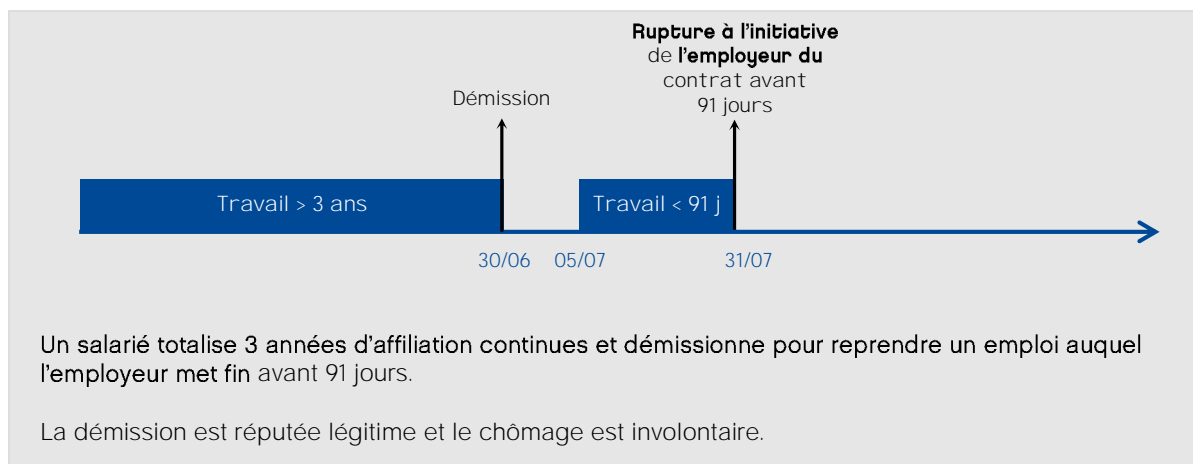 Rupture à l'initiative
de l'employeur du
contrat avant
91 jours
Démission
Travail > 3 ans
Travail < 91 j
30/06
05/07
31/07
Un salarié totalise 3 années d'affiliation continues et démissionne pour reprendre un emploi auquel
l'employeur met fin avant 91 jours.
La démission est réputée légitime et le chômage est involontaire.